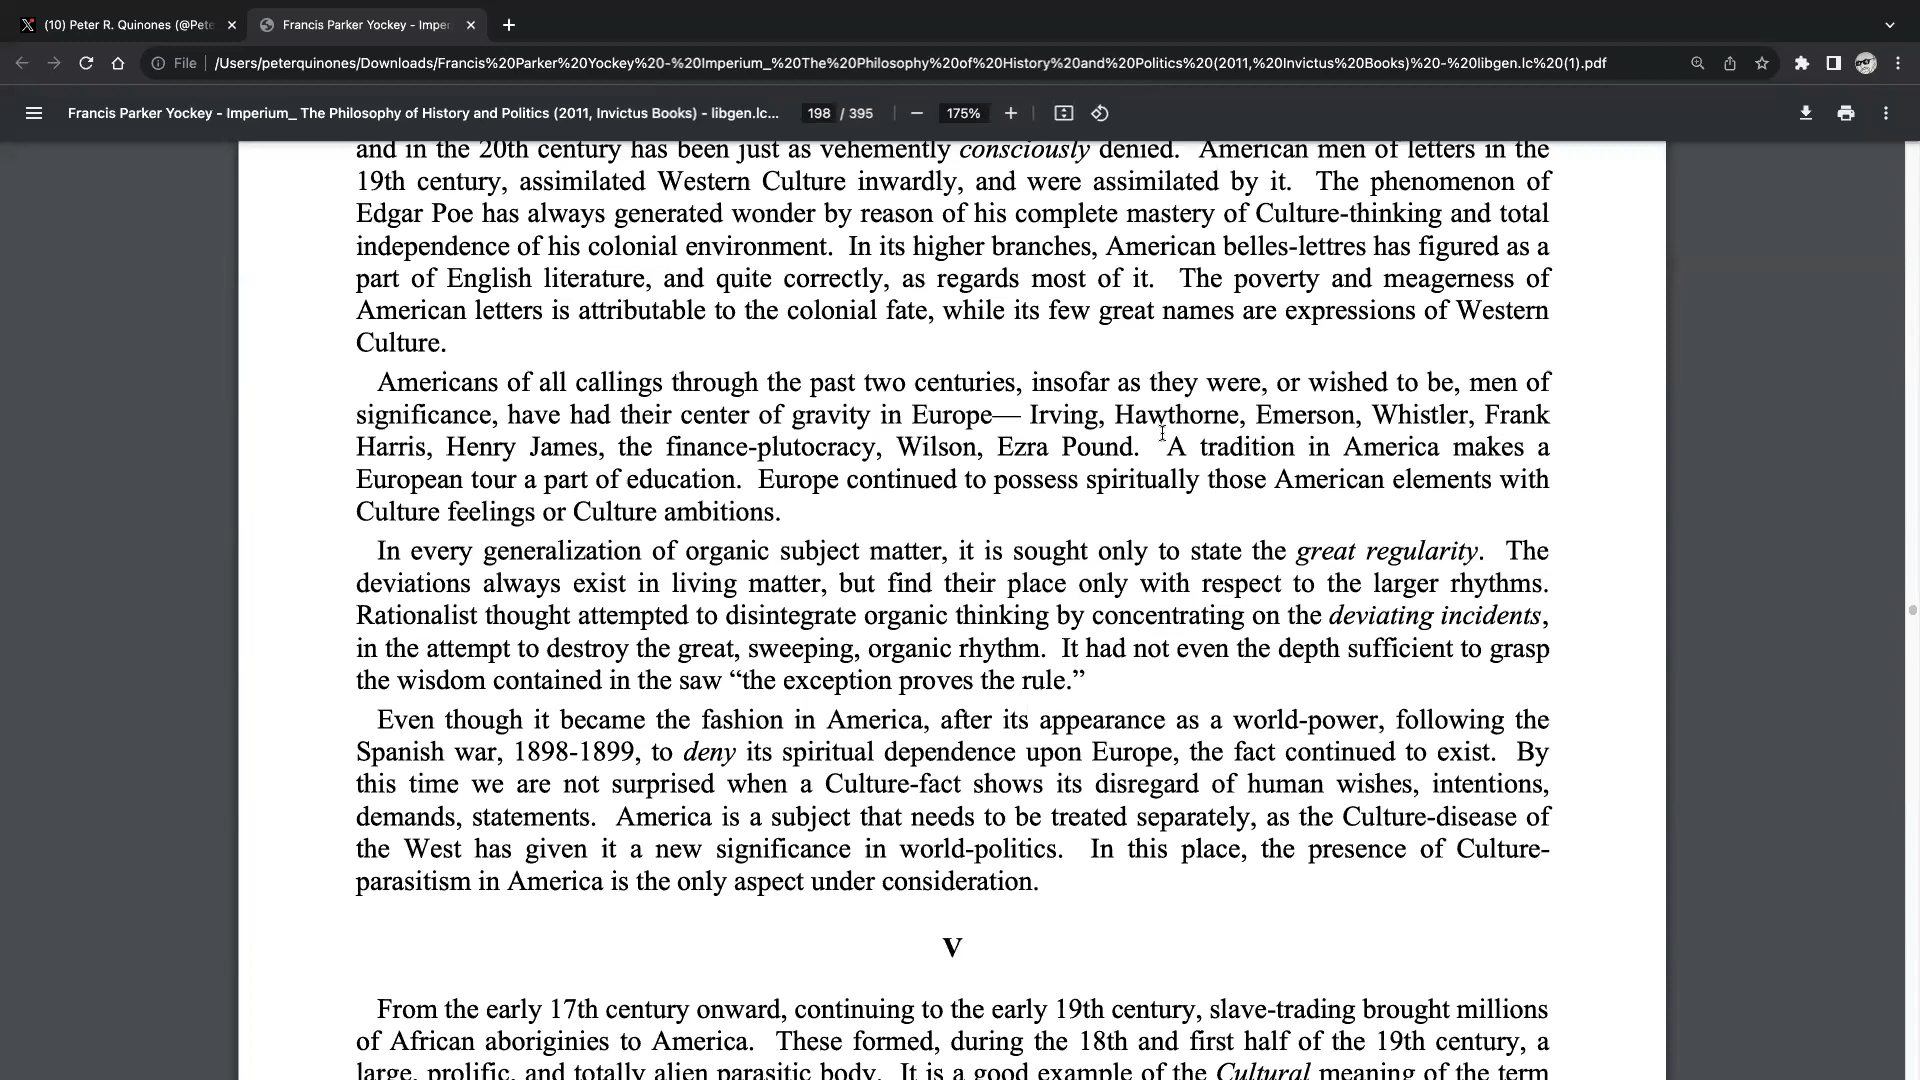 (10) Peter R. Quinones (@Pete
Francis Parker Yockey - Imper
File
/Users/peterquinones/Downloads/Francis%20Parker%20Yockey%20-%20Imperium_%20The%20Philosophy%20of%20History%20and%20Politics%20(2011,%20Invictus%20Books)%20-%20libgen.lc%20(1).pdf
Francis Parker Yockey - Imperium_ The Philosophy of History and Politics (2011, Invictus Books) - libgen.lc...
198 / 395
175%
and in the 20th century has been just as vehemently consciously denied. American men of letters in the
19th century, assimilated Western Culture inwardly, and were assimilated by it. The phenomenon of
Edgar Poe has always generated wonder by reason of his complete mastery of Culture-thinking and total
independence of his colonial environment. In its higher branches, American belles-lettres has figured as a
part of English literature, and quite correctly, as regards most of it. The poverty and meagerness of
American letters is attributable to the colonial fate, while its few great names are expressions of Western
Culture.
Americans of all callings through the past two centuries, insofar as they were, or wished to be, men of
significance, have had their center of gravity in Europe— Irving, Hawthorne, Emerson, Whistler, Frank
Harris, Henry James, the finance-plutocracy, Wilson, Ezra Pound. A tradition in America makes a
European tour a part of education. Europe continued to possess spiritually those American elements with
Culture feelings or Culture ambitions.
In every generalization of organic subject matter, it is sought only to state the great regularity. The
deviations always exist in living matter, but find their place only with respect to the larger rhythms.
Rationalist thought attempted to disintegrate organic thinking by concentrating on the deviating incidents,
in the attempt to destroy the great, sweeping, organic rhythm. It had not even the depth sufficient to grasp
the wisdom contained in the saw “the exception proves the rule.”
Even though it became the fashion in America, after its appearance as a world-power, following the
Spanish war, 1898-1899, to deny its spiritual dependence upon Europe, the fact continued to exist. By
this time we are not surprised when a Culture-fact shows its disregard of human wishes, intentions,
demands, statements. America is a subject that needs to be treated separately, as the Culture-disease of
the West has given it a new significance in world-politics. In this place, the presence of Culture-
parasitism in America is the only aspect under consideration.
V
From the early 17th century onward, continuing to the early 19th century, slave-trading brought millions
of African aboriginies to America. These formed, during the 18th and first half of the 19th century, a
large, prolific, and totally alien parasitic body. It is a good example of the Cultural meaning of the term